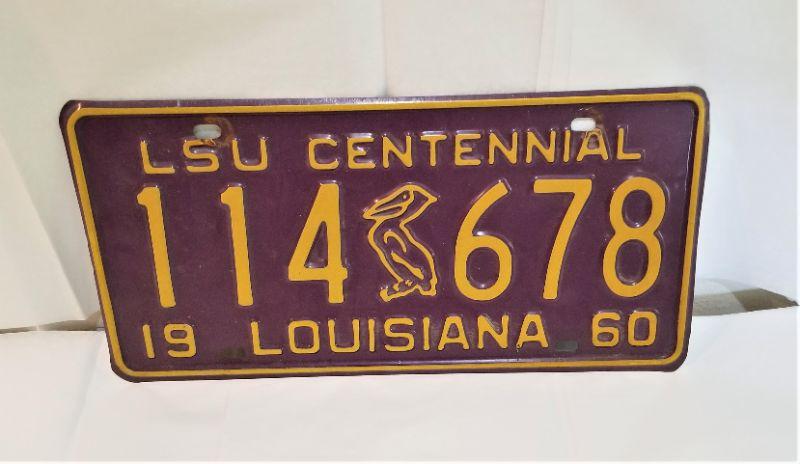 LSU CENTENNIAL
114 678
19 LOUISIANA 60